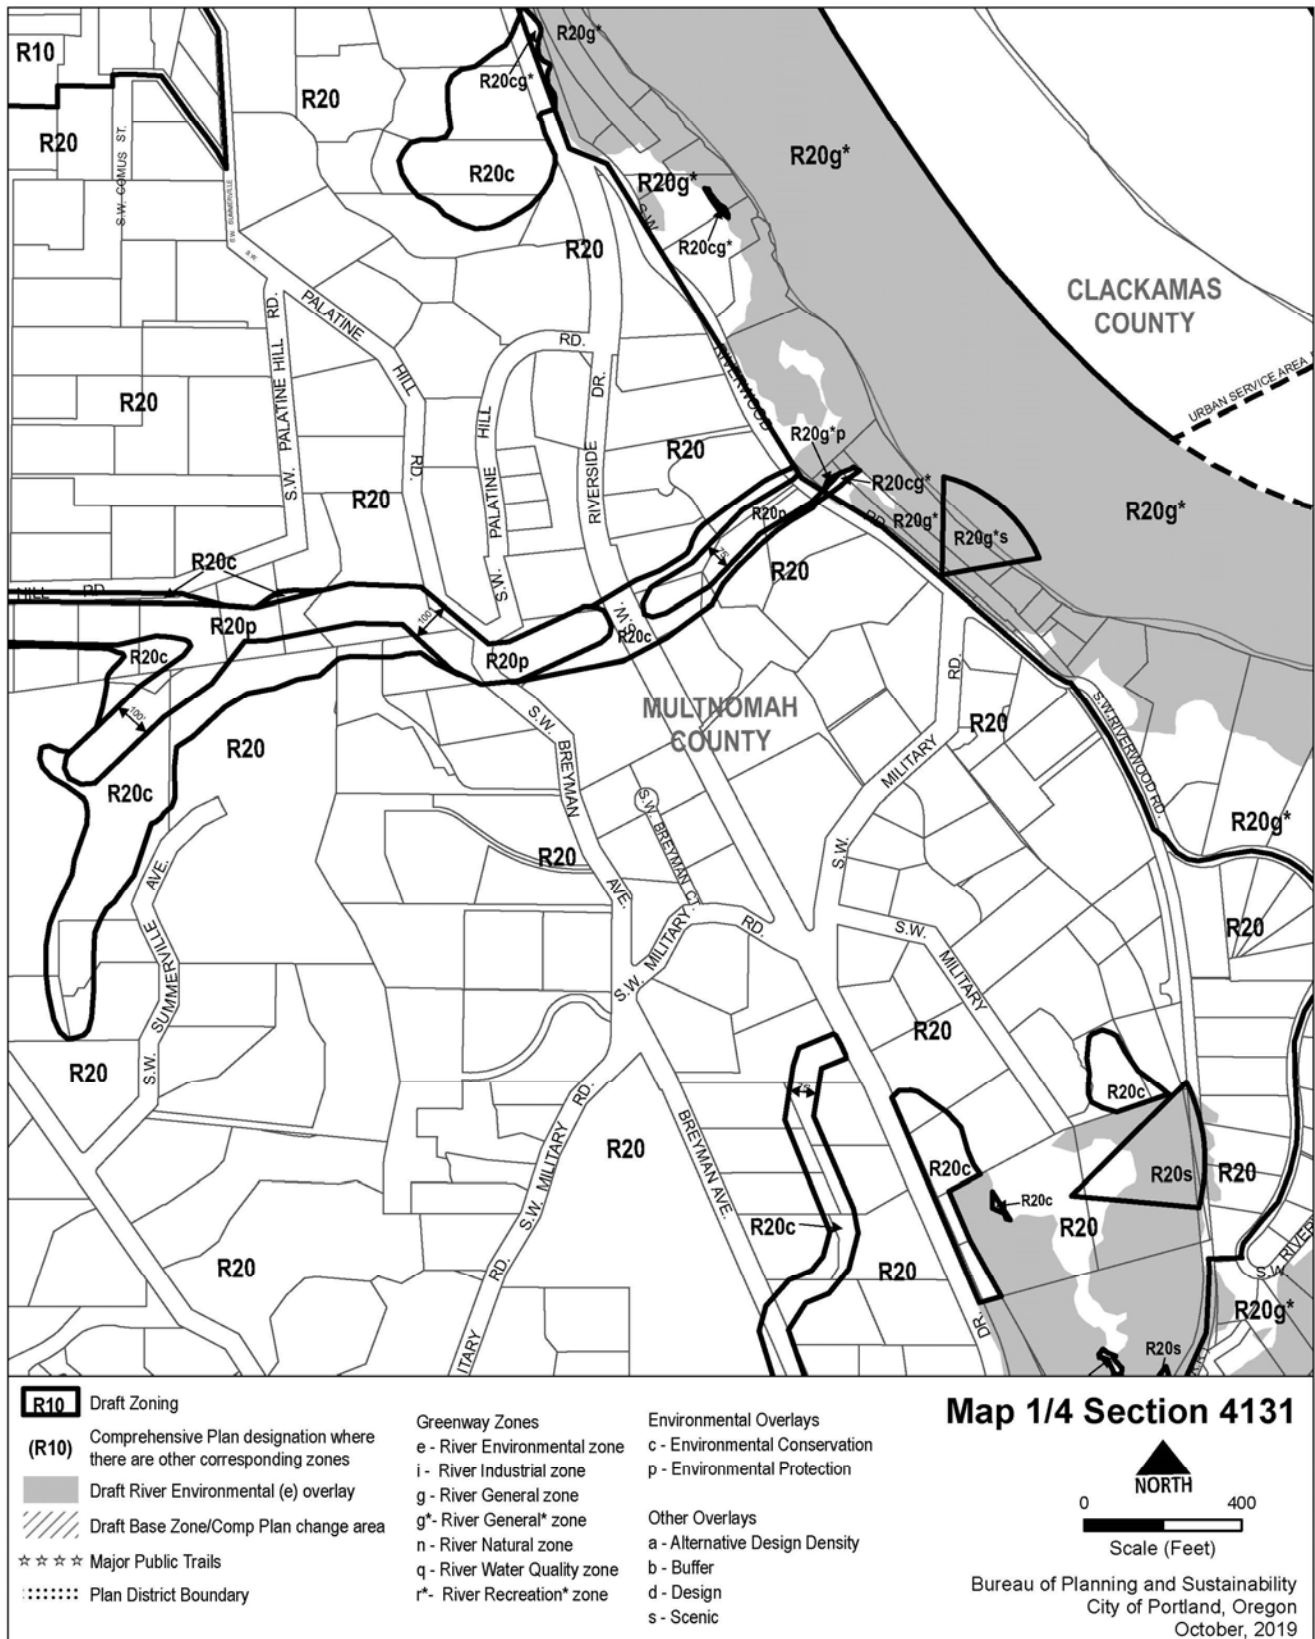 R10
R20
R20g*
R20cg*
R20
S.W. COMUS ST.
S.W. SUMMERVILLE
R20g*
R20c
R20g*
S.W.
R20cg*
R20
S.W.
CLACKAMAS
COUNTY
PALATINE
HILL
RD.
S.W. PALATINE HILL RD.
RD.
RIVERSIDE DR.
RIVERWOOD
RD.
URBAN SERVICE AREA
R20
S.W. PALATINE HILL
R20g*p
R20
R20cg*
R20
R20p
R20g*
R20g*s
R20g*
75'
R20
R20c
HILL RD.
R20p
100'
S.W.
R20c
R20c
R20p
100'
MULTNOMAH
COUNTY
R20
R20
RD.
S.W. BREYMAN
AVE.
MILITARY
S.W.
S.W. RIVERWOOD RD.
R20c
S.W. BREYMAN CT.
R20
R20g*
S.W. SUMMERVILLE AVE.
S.W. MILITARY
RD.
S.W.
MILITARY
R20
R20
R20
75'
R20c
S.W. MILITARY RD.
BREYMAN AVE.
R20
R20c
R20s
R20
R20c
R20c
R20
R20
R20
S.W. RIVER
RD.
ITARY
DR.
R20g*
R20s
R10 Draft Zoning
(R10) Comprehensive Plan designation where
there are other corresponding zones
Draft River Environmental (e) overlay
Draft Base Zone/Comp Plan change area
☆☆☆☆ Major Public Trails
Plan District Boundary
Greenway Zones
e - River Environmental zone
i - River Industrial zone
g - River General zone
g*- River General* zone
n - River Natural zone
q - River Water Quality zone
r*- River Recreation* zone
Environmental Overlays
c - Environmental Conservation
p - Environmental Protection
Other Overlays
a - Alternative Design Density
b - Buffer
d - Design
s - Scenic
Map 1/4 Section 4131
NORTH
0 400
Scale (Feet)
Bureau of Planning and Sustainability
City of Portland, Oregon
October, 2019